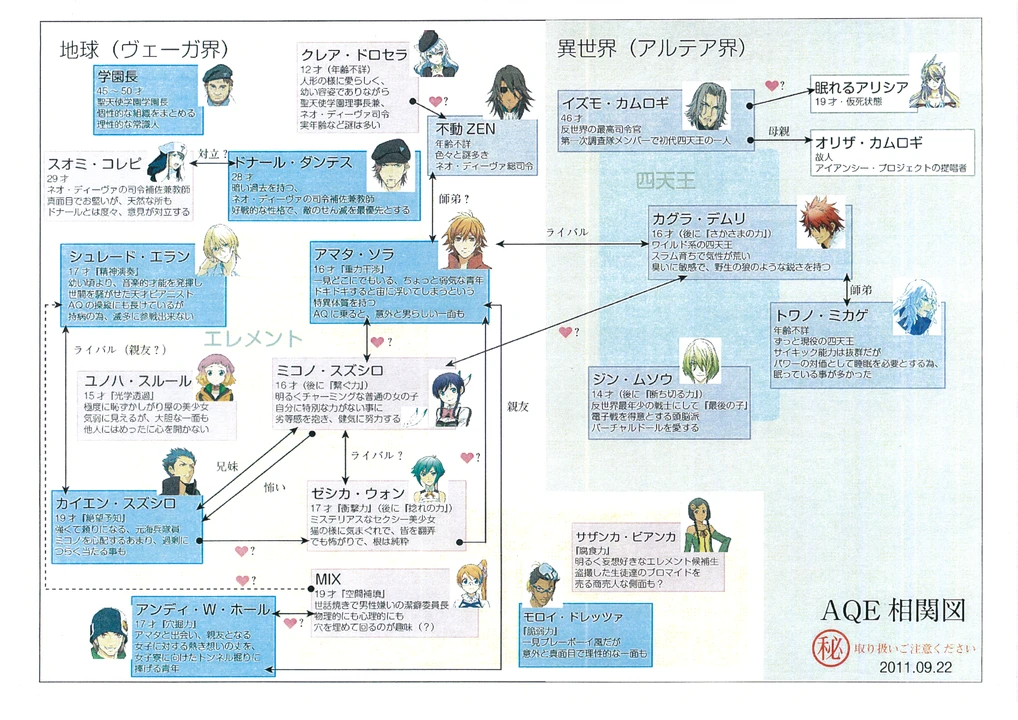 地球（ヴェーガ界）
学園長
45～50才
聖天使学園学園長
個性的な組織をまとめる
理性的な常識人
クレア・ドロセラ
12才（年齢不詳）
人形の様に愛らしく、
幼い容姿でありながら
聖天使学園理事長兼、
ネオ・ディーヴァ司令
実年齢など謎は多い
?
不動ZEN
年齢不詳
色々と謎多き
ネオ・ディーヴァ総司令
スオミ・コレピ
29才
ネオ・ディーヴァの司令補佐兼教師
真面目でお堅いが、天然な所も
ドナールとは度々、意見が対立する
対立？
ドナール・ダンテス
28才
暗い過去を持つ、
ネオ・ディーヴァの司令補佐兼教師
好戦的な性格で、敵のせん滅を最優先とする
師弟？
シュレード・エラン
17才『精神演奏』
幼い頃より、音楽的才能を発揮し
世間を騒がせた天才ピアニスト
AQの操縦にも長けているが
持病の為、滅多に参戦出来ない
アマタ・ソラ
16才『重力干渉』
一見どこにでもいる、ちょっと弱気な青年
ドキドキすると宙に浮いてしまうという
特異体質を持つ
AQに乗ると、意外と男らしい一面も
ライバル
エレメント
ライバル（親友？）
?
ユノハ・スルール
15才『光学透過』
極度に恥ずかしがり屋の美少女
気弱に見えるが、大胆な一面も
他人にはめったに心を開かない
ミコノ・スズシロ
16才（後に『繋ぐ力』）
明るくチャーミングな普通の女の子
自分に特別な力がない事に
劣等感を抱き、健気に努力する
?
親友
兄妹
怖い
ライバル？
?
カイエン・スズシロ
19才『絶望予知』
強くて頼りになる、元海兵隊員
ミコノを心配するあまり、過剰に
つらく当たる事も
ゼシカ・ウォン
17才『衝撃力』（後に『捻れの力』）
ミステリアスなセクシー美少女
猫の様に気まぐれで、皆を翻弄
でも怖がりで、根は純粋
?
?
MIX
19才『空間補填』
世話焼きで男性嫌いの潔癖委員長
物理的にも心理的にも
穴を埋めて回るのが趣味（？）
アンディ・W・ホール
17才『穴掘力』
アマタと出会い、親友となる
女子に対する熱き想いの丈を、
女子寮に向けたトンネル掘りに
捧げる青年
?
異世界（アルテア界）
イズモ・カムロギ
46才
反世界の最高司令官
第一次調査隊メンバーで初代四天王の一人
?
眠れるアリシア
19才・仮死状態
母親
オリザ・カムロギ
故人
アイアンシー・プロジェクトの提唱者
四天王
カグラ・デムリ
16才（後に『さかさまの力』）
ワイルド系の四天王
スラム育ちで気性が荒い
臭いに敏感で、野生の狼のような鋭さを持つ
師弟
トワノ・ミカゲ
年齢不詳
ずっと現役の四天王
サイキック能力は抜群だが
パワーの対価として睡眠を必要とする為、
眠っている事が多かった
ジン・ムソウ
14才（後に『断ち切る力』）
反世界最年少の戦士にして『最後の子』
電子戦を得意とする頭脳派
バーチャルドールを愛する
サザンカ・ビアンカ
『腐食力』
明るく妄想好きなエレメント候補生
盗撮した生徒達のブロマイドを
売る商売人な側面も？
モロイ・ドレッツァ
『脆弱力』
一見プレーボーイ風だが
意外と真面目で理性的な一面も
AQE 相関図
秘 取り扱いご注意ください
2011.09.22